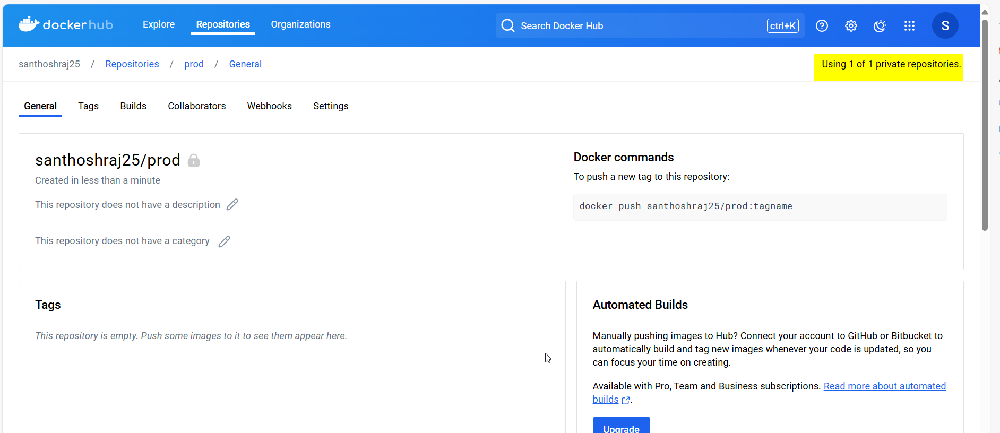 dockerhub
Explore
Repositories
Organizations
Search Docker Hub
ctrl+K
S
santhoshraj25 / Repositories / prod / General
Using 1 of 1 private repositories.
General
Tags
Builds
Collaborators
Webhooks
Settings
santhoshraj25/prod
Created in less than a minute
This repository does not have a description
This repository does not have a category
Docker commands
To push a new tag to this repository:
docker push santhoshraj25/prod:tagname
Tags
This repository is empty. Push some images to it to see them appear here.
Automated Builds
Manually pushing images to Hub? Connect your account to GitHub or Bitbucket to
automatically build and tag new images whenever your code is updated, so you
can focus your time on creating.
Available with Pro, Team and Business subscriptions. Read more about automated
builds.
Upgrade